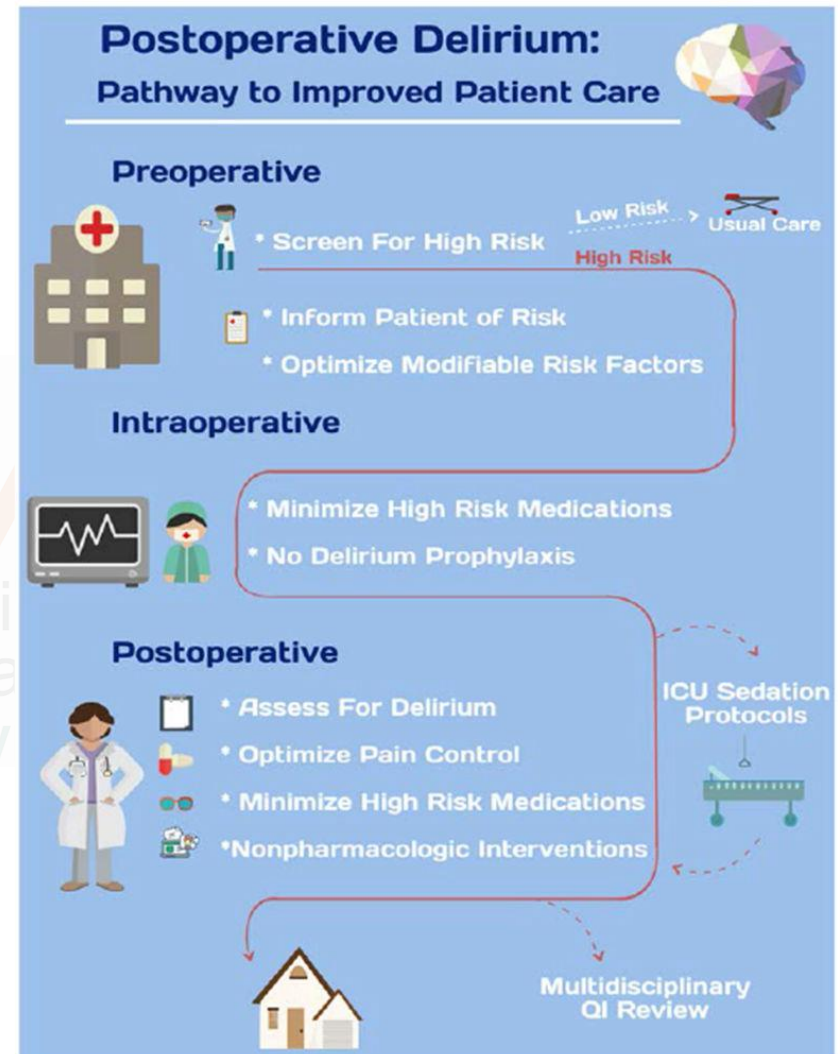 Postoperative Delirium:
Pathway to Improved Patient Care
Preoperative
* Screen For High Risk
Low Risk
Usual Care
High Risk
* Inform Patient of Risk
* Optimize Modifiable Risk Factors
Intraoperative
* Minimize High Risk Medications
* No Delirium Prophylaxis
Postoperative
* Assess For Delirium
* Optimize Pain Control
* Minimize High Risk Medications
*Nonpharmacologic Interventions
ICU Sedation
Protocols
Multidisciplinary
QI Review